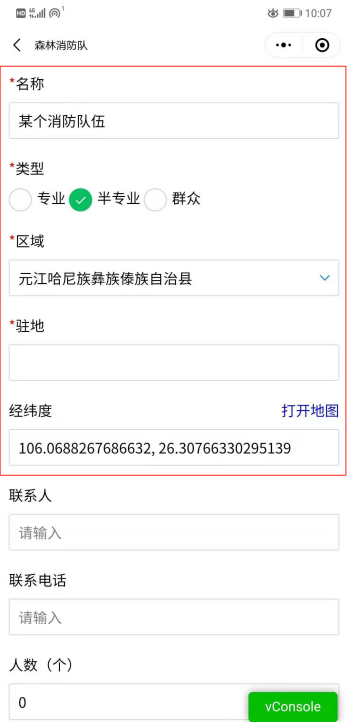 10:07
森林消防队
*名称
某个消防队伍
*类型
专业 半专业 群众
*区域
元江哈尼族彝族傣族自治县
*驻地
经纬度 打开地图
106.0688267686632, 26.30766330295139
联系人
请输入
联系电话
请输入
人数（个）
0
vConsole